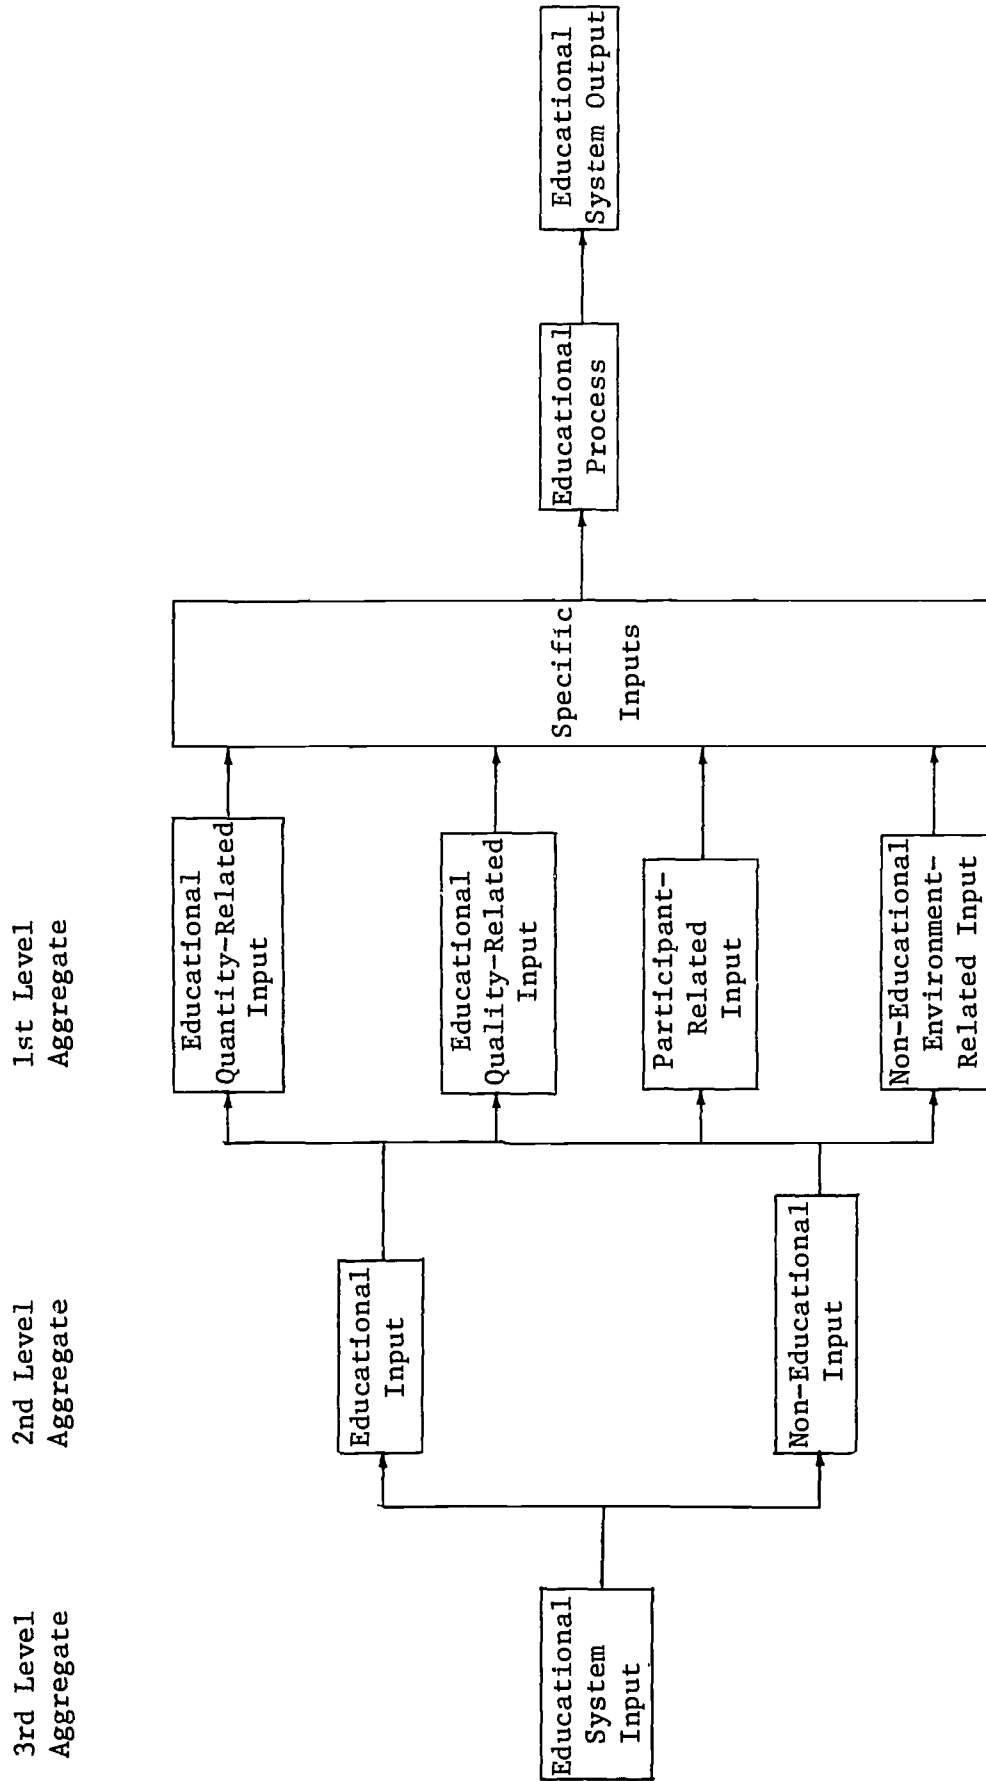 3rd Level
Aggregate
2nd Level
Aggregate
1st Level
Aggregate
Educational
System
Input
Educational
Input
Non-Educational
Input
Educational
Quantity-Related
Input
Educational
Quality-Related
Input
Participant-
Related
Input
Non-Educational
Environment-
Related Input
Specific
Inputs
Educational
Process
Educational
System Output